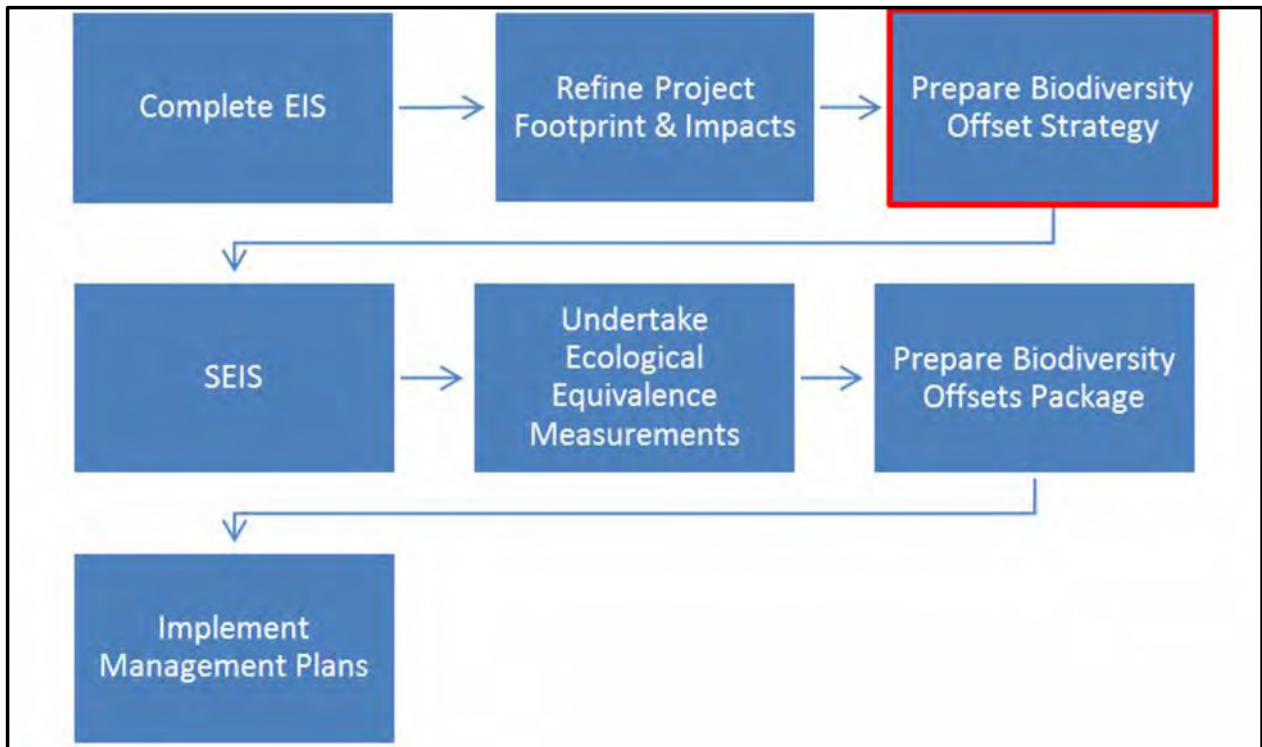 Complete EIS
Refine Project
Footprint & Impacts
Prepare Biodiversity
Offset Strategy
SEIS
Undertake
Ecological
Equivalence
Measurements
Prepare Biodiversity
Offsets Package
Implement
Management Plans